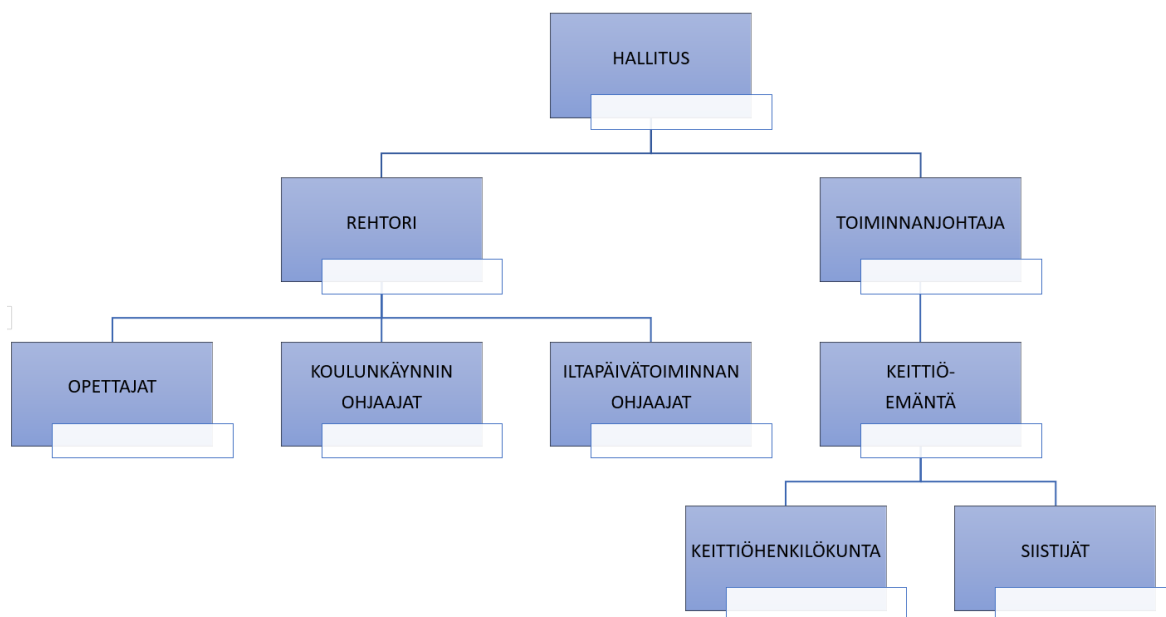 HALLITUS
REHTORI
TOIMINNANJOHTAJA
OPETTAJAT
KOULUNKÄYNNIN
OHJAAJAT
ILTAPÄIVÄTOIMINNAN
OHJAAJAT
KEITTIÖ-
EMÄNTÄ
KEITTIÖHENKILÖKUNTA
SIISTIJÄT